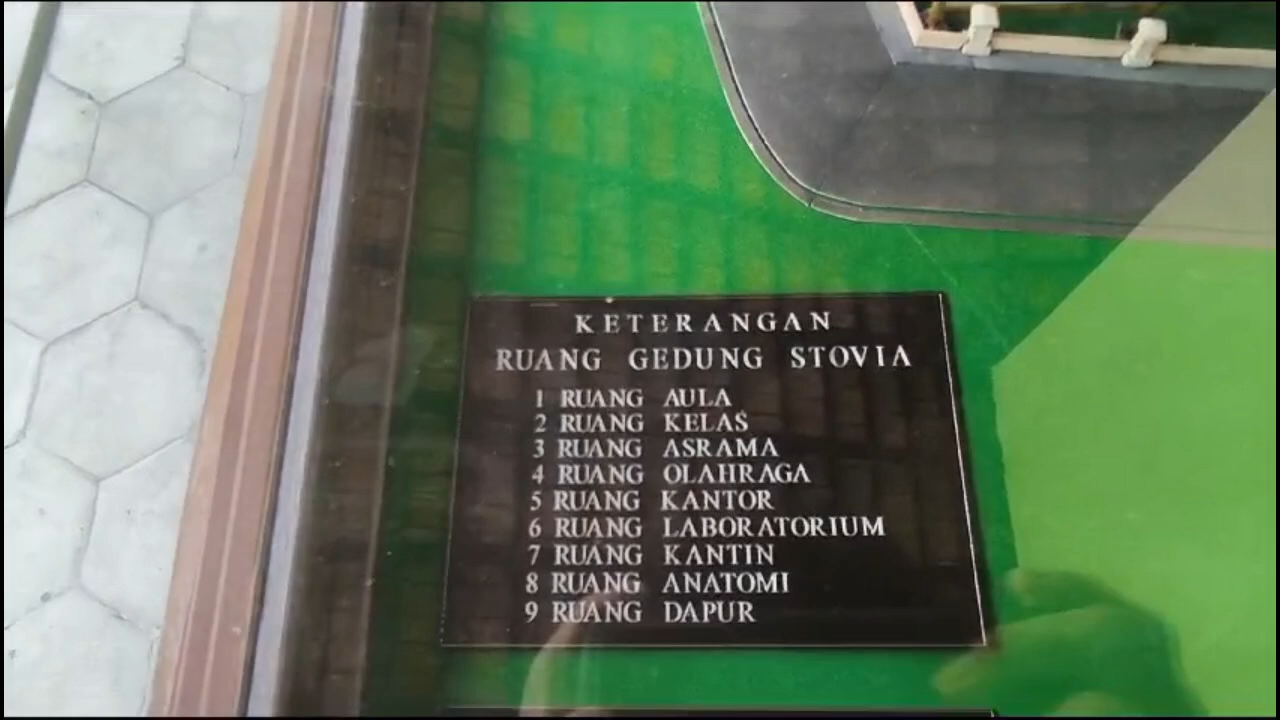 KETERANGAN
RUANG GEDUNG STOVIA
1 RUANG AULA
2 RUANG KELAS
3 RUANG ASRAMA
4 RUANG OLAHRAGA
5 RUANG KANTOR
6 RUANG LABORATORIUM
7 RUANG KANTIN
8 RUANG ANATOMI
9 RUANG DAPUR